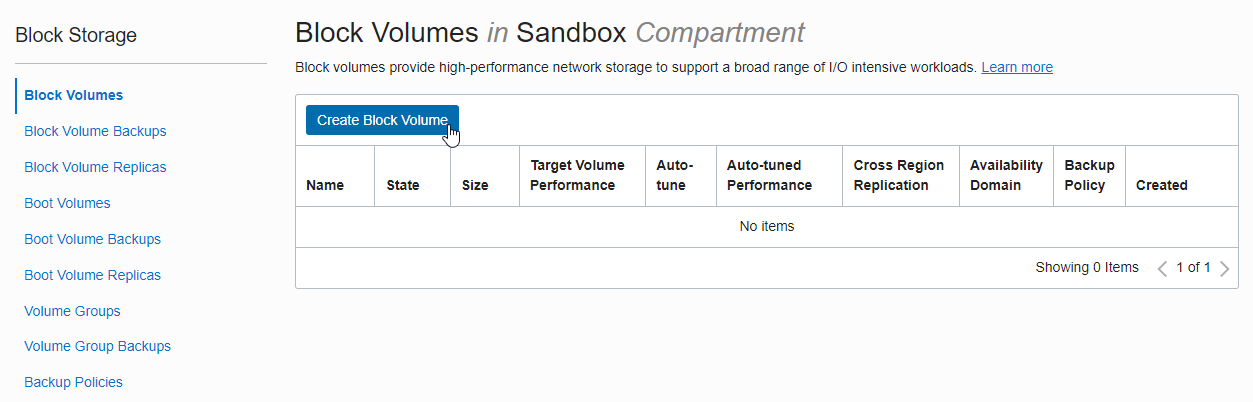 Block Storage
Block Volumes
Block Volume Backups
Block Volume Replicas
Boot Volumes
Boot Volume Backups
Boot Volume Replicas
Volume Groups
Volume Group Backups
Backup Policies
Block Volumes in Sandbox Compartment
Block volumes provide high-performance network storage to support a broad range of I/O intensive workloads. Learn more
Create Block Volume
Name
State
Size
Target Volume
Performance
Auto-
tune
Auto-tuned
Performance
Cross Region
Replication
Availability
Domain
Backup
Policy
Created
No items
Showing 0 Items
1 of 1